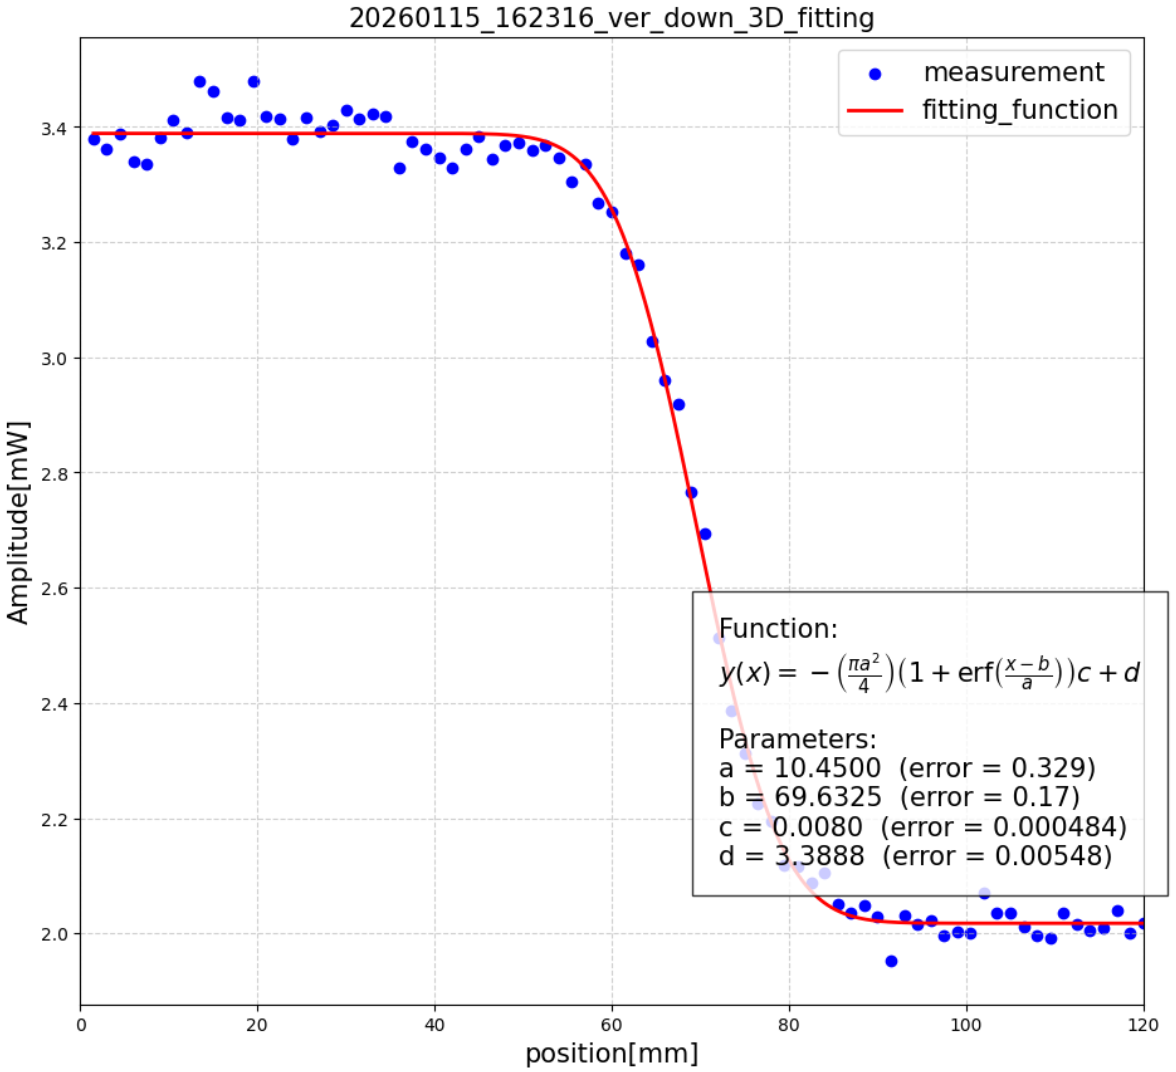 20260115_162316_ver_down_3D_fitting
measurement
fitting_function
Amplitude[mW]
3.4
3.2
3.0
2.8
2.6
2.4
2.2
2.0
Function:
y(x) = −(πa²/4)(1 + erf((x − b)/a))c + d
Parameters:
a = 10.4500 (error = 0.329)
b = 69.6325 (error = 0.17)
c = 0.0080 (error = 0.000484)
d = 3.3888 (error = 0.00548)
0 20 40 60 80 100 120
position[mm]